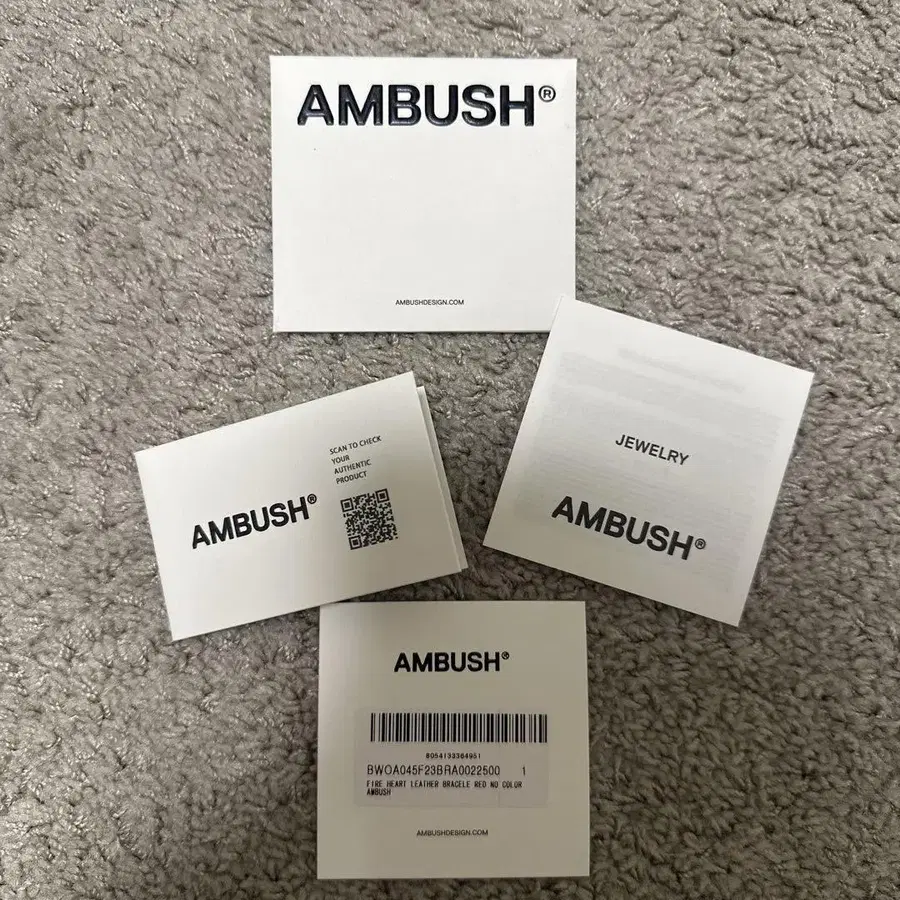 AMBUSH®
AMBUSHDESIGN.COM
SCAN TO CHECK
YOUR
AUTHENTIC
PRODUCT
AMBUSH®
JEWELRY
AMBUSH®
AMBUSH®
8054133384951
BWOA045F23BRA0022500 1
FIRE HEART LEATHER BRACELE RED NO COLOR
AMBUSH
AMBUSHDESIGN.COM